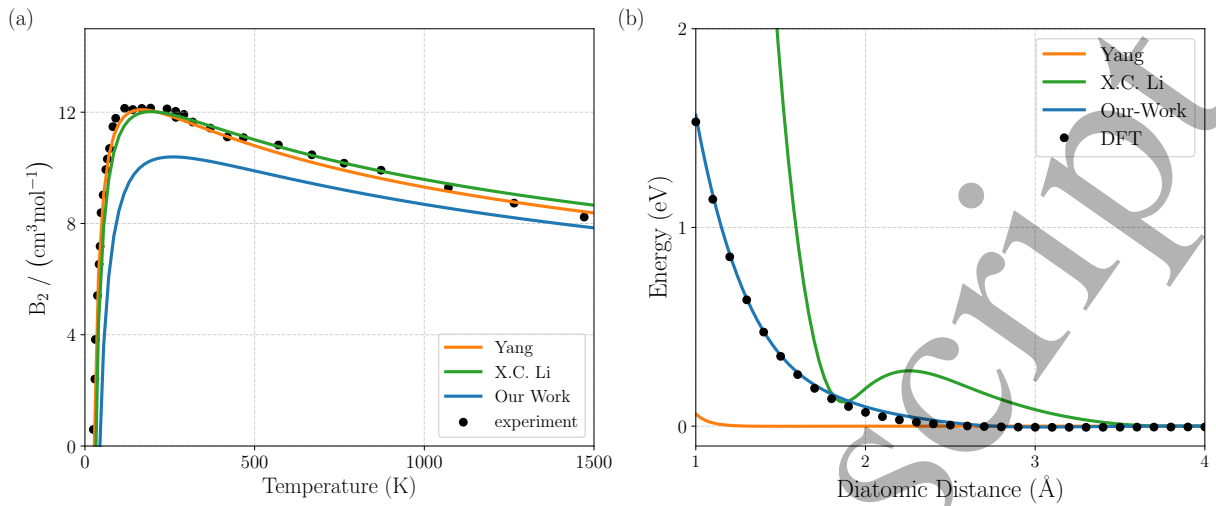 (a)
B₂ / (cm³mol⁻¹)
12
8
4
0
0
500
1000
1500
Temperature (K)
Yang
X.C. Li
Our Work
experiment
(b)
Energy (eV)
2
1
0
1
2
3
4
Diatomic Distance (Å)
Yang
X.C. Li
Our-Work
DFT
script